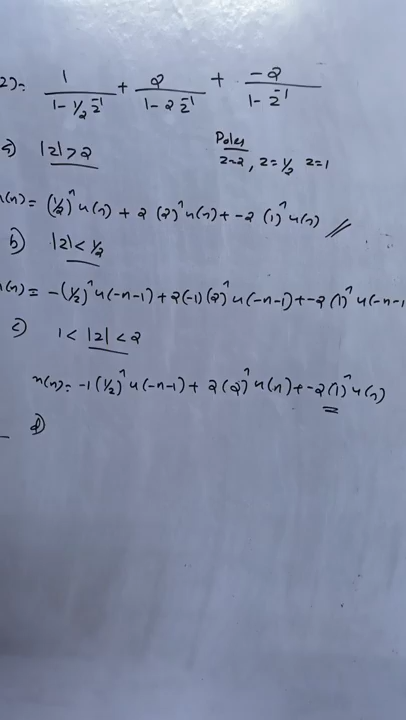 2)= 1/(1 - 1/2 z^-1) + 2/(1 - 2 z^-1) + -2/(1 - z^-1)
Poles
a) |z| > 2
z=2, z=1/2 z=1
x(n) = (1/2)^n u(n) + 2 (2)^n u(n) + -2 (1)^n u(n) //
b) |z| < 1/2
x(n) = -(1/2)^n u(-n-1) + 2(-1)(2)^n u(-n-1) + -2 (1)^n u(-n-1
c) 1 < |z| < 2
x(n) = -1 (1/2)^n u(-n-1) + 2(2)^n u(n) + -2(1)^n u(n)
d)